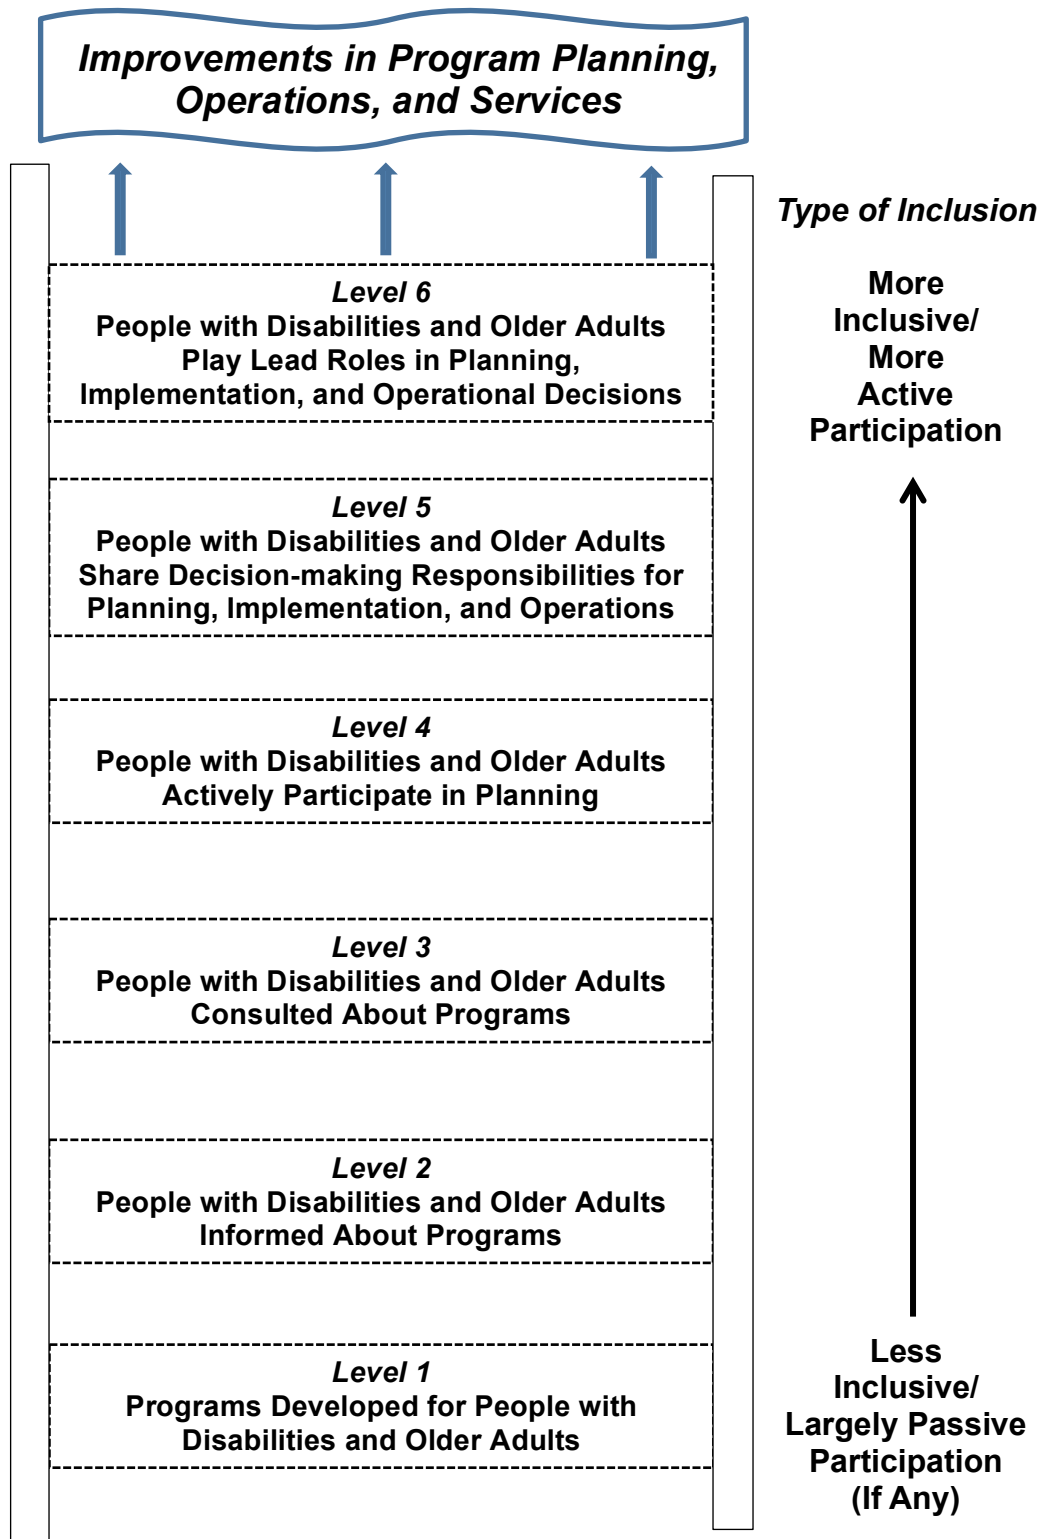 Improvements in Program Planning,
Operations, and Services
Type of Inclusion
More
Inclusive/
More
Active
Participation
Level 6
People with Disabilities and Older Adults
Play Lead Roles in Planning,
Implementation, and Operational Decisions
Level 5
People with Disabilities and Older Adults
Share Decision-making Responsibilities for
Planning, Implementation, and Operations
Level 4
People with Disabilities and Older Adults
Actively Participate in Planning
Level 3
People with Disabilities and Older Adults
Consulted About Programs
Level 2
People with Disabilities and Older Adults
Informed About Programs
Level 1
Programs Developed for People with
Disabilities and Older Adults
Less
Inclusive/
Largely Passive
Participation
(If Any)